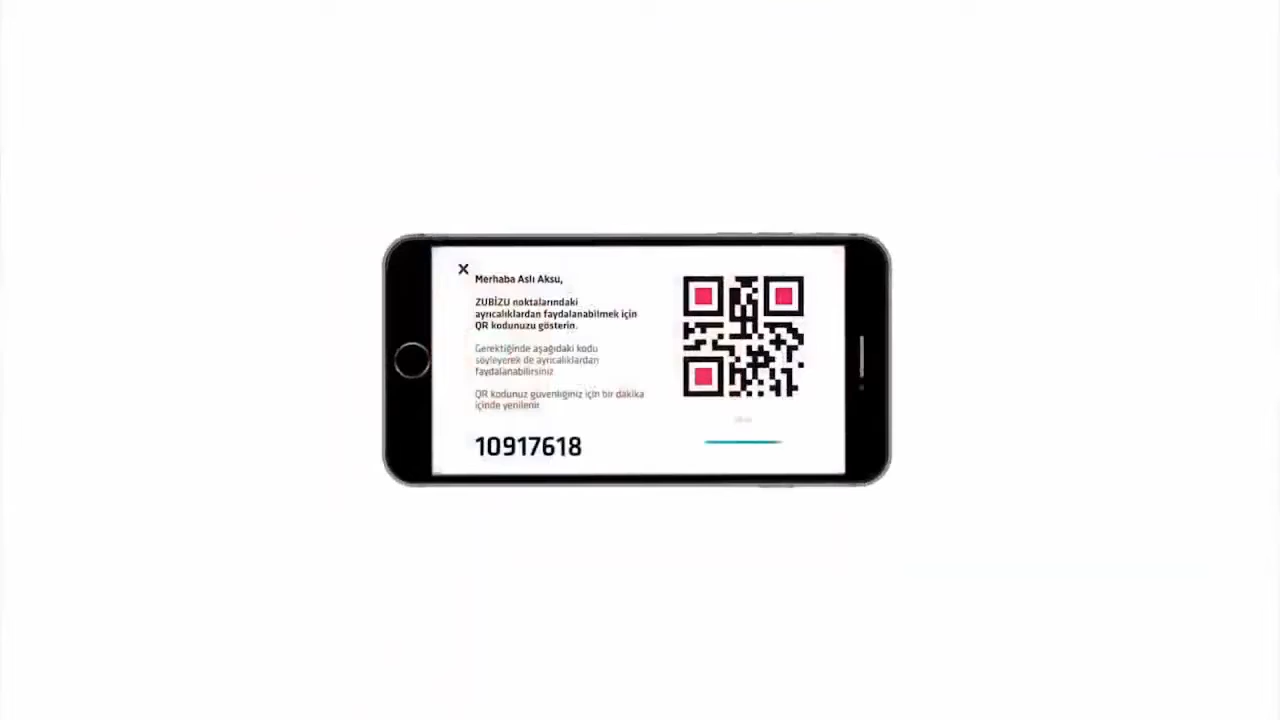 X
Merhaba Aslı Aksu,
ZUBİZU noktalarındaki
ayrıcalıklardan faydalanabilmek için
QR kodunuzu gösterin.
Gerektiğinde aşağıdaki kodu
söyleyerek de ayrıcalıklardan
faydalanabilirsiniz
QR kodunuz güvenliğiniz için bir dakika
içinde yenilenir
10917618